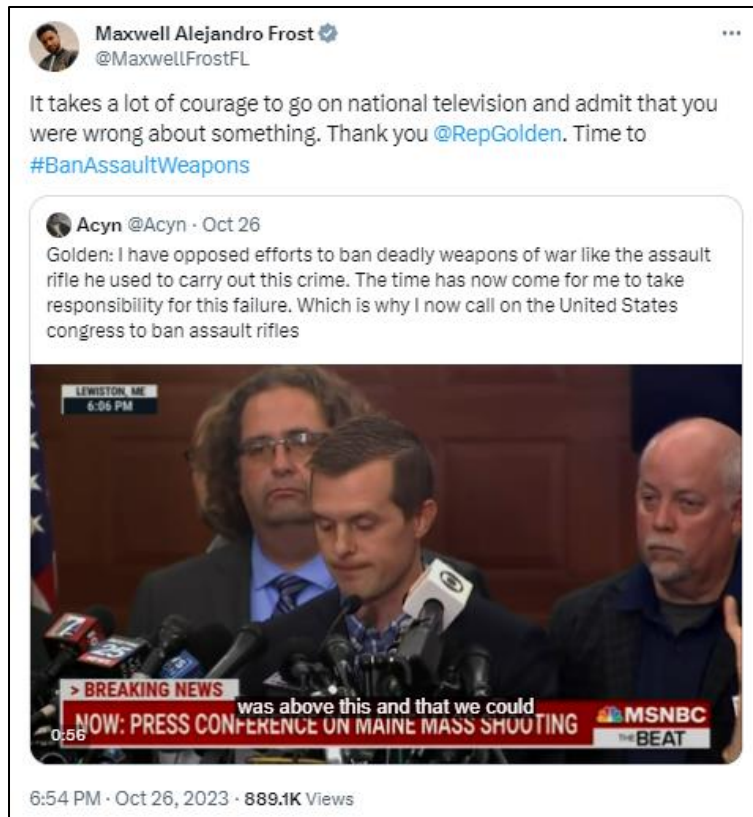 Maxwell Alejandro Frost
@MaxwellFrostFL
It takes a lot of courage to go on national television and admit that you
were wrong about something. Thank you @RepGolden. Time to
#BanAssaultWeapons
Acyn @Acyn · Oct 26
Golden: I have opposed efforts to ban deadly weapons of war like the assault
rifle he used to carry out this crime. The time has now come for me to take
responsibility for this failure. Which is why I now call on the United States
congress to ban assault rifles
LEWISTON, ME
6:06 PM
7
25
5
> BREAKING NEWS
was above this and that we could
NOW: PRESS CONFERENCE ON MAINE MASS SHOOTING
MSNBC
THE BEAT
0:56
6:54 PM · Oct 26, 2023 · 889.1K Views